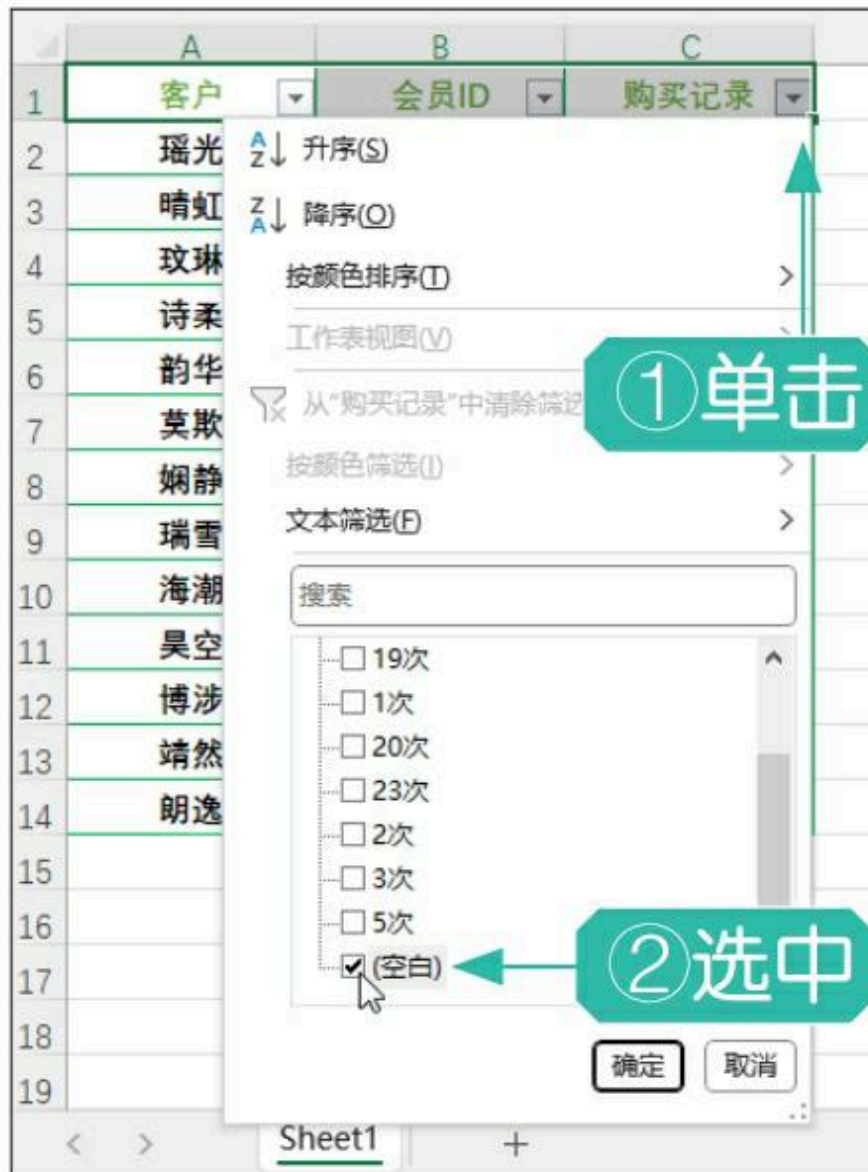 A B C
1 客户 会员ID 购买记录
2 瑶光 升序(S)
3 晴虹 降序(O)
4 玟琳 按颜色排序(T)
5 诗柔 工作表视图(V)
6 韵华 ①单击
7 莫欺 从“购买记录”中清除筛选
8 娴静 按颜色筛选(I)
9 瑞雪 文本筛选(F)
10 海潮 搜索
11 昊空 19次
12 博涉 1次
20次
13 靖然 23次
14 朗逸 2次
15 3次
16 5次
17 (空白) ②选中
18
19 确定 取消
Sheet1